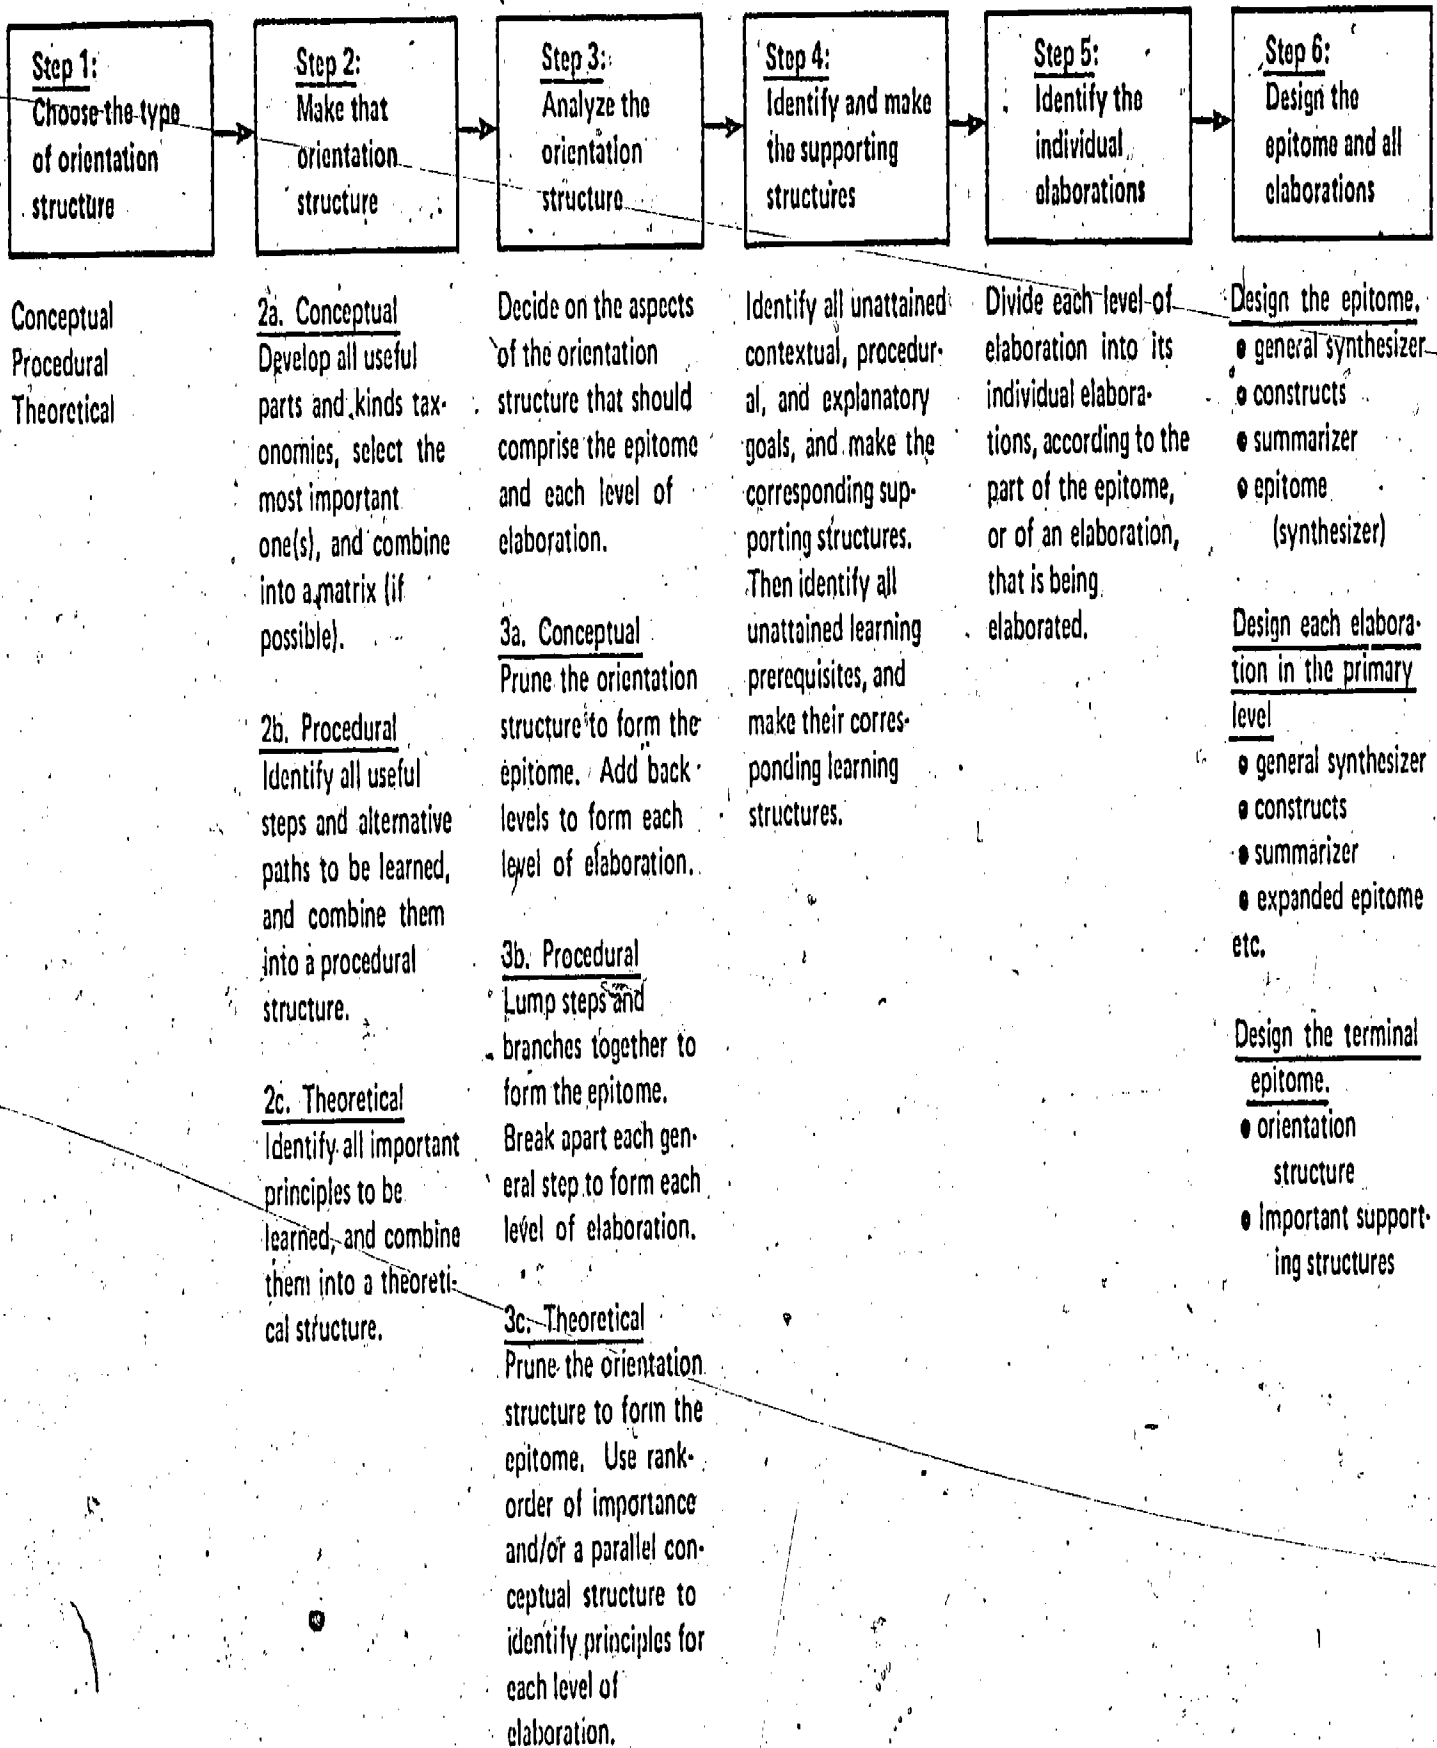 Step 1:
Choose the type
of orientation
structure
Step 2:
Make that
orientation
structure
Step 3:
Analyze the
orientation
structure
Step 4:
Identify and make
the supporting
structures
Step 5:
Identify the
individual
elaborations
Step 6:
Design the
epitome and all
elaborations
Conceptual
Procedural
Theoretical
2a. Conceptual
Develop all useful
parts and kinds tax-
onomies, select the
most important
one(s), and combine
into a matrix (if
possible).
2b. Procedural
Identify all useful
steps and alternative
paths to be learned,
and combine them
into a procedural
structure.
2c. Theoretical
Identify all important
principles to be
learned, and combine
them into a theoreti-
cal structure.
Decide on the aspects
of the orientation
structure that should
comprise the epitome
and each level of
elaboration.
3a. Conceptual
Prune the orientation
structure to form the
epitome. Add back
levels to form each
level of elaboration.
3b. Procedural
Lump steps and
branches together to
form the epitome.
Break apart each gen-
eral step to form each
level of elaboration.
3c. Theoretical
Prune the orientation
structure to form the
epitome. Use rank-
order of importance
and/or a parallel con-
ceptual structure to
identify principles for
each level of
elaboration.
Identify all unattained
contextual, procedur-
al, and explanatory
goals, and make the
corresponding sup-
porting structures.
Then identify all
unattained learning
prerequisites, and
make their corres-
ponding learning
structures.
Divide each level of
elaboration into its
individual elabora-
tions, according to the
part of the epitome,
or of an elaboration,
that is being
elaborated.
Design the epitome.
• general synthesizer
• constructs
• summarizer
• epitome
(synthesizer)
Design each elabora-
tion in the primary
level
• general synthesizer
• constructs
• summarizer
• expanded epitome
etc.
Design the terminal
epitome.
• orientation
structure
• Important support-
ing structures